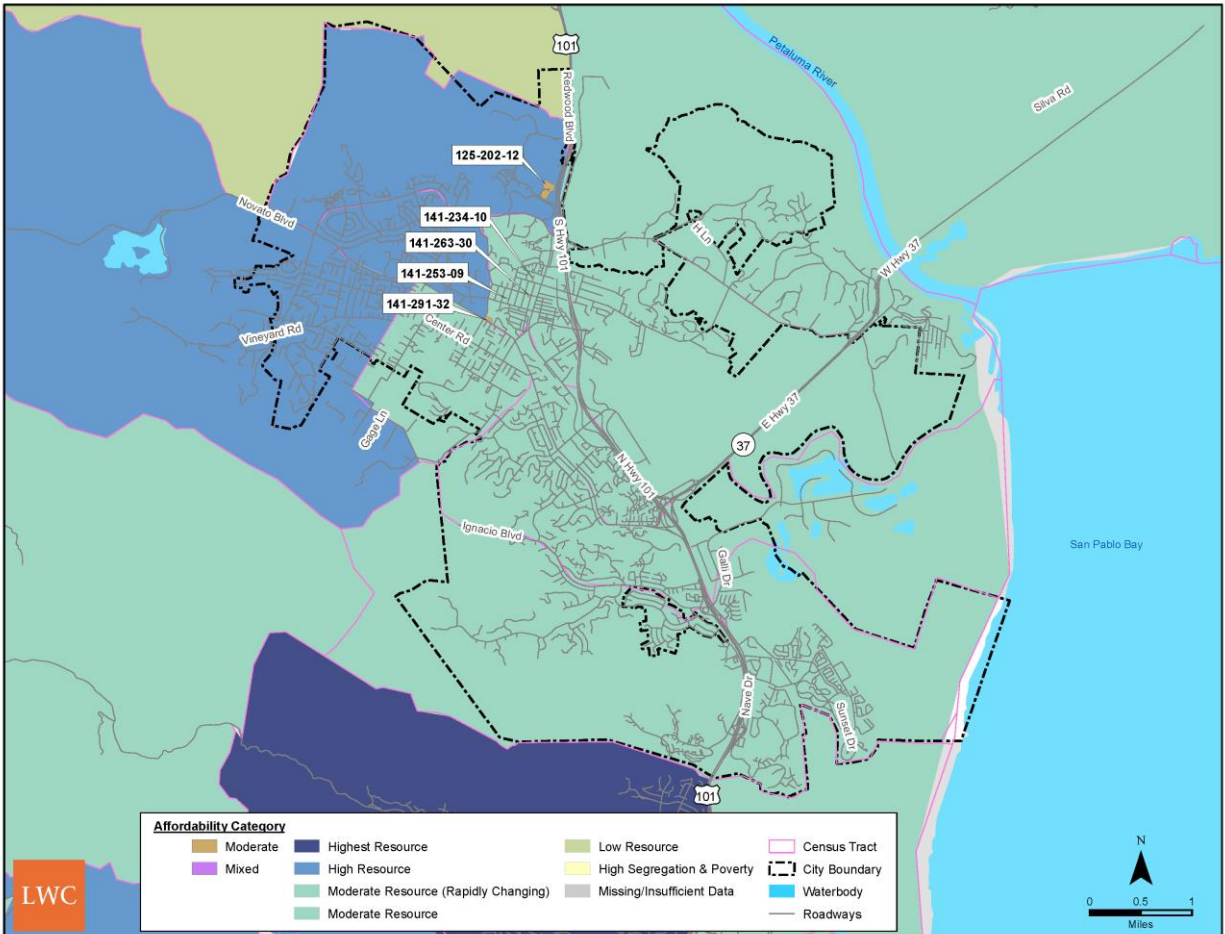 101
Redwood Blvd
Petaluma River
Silva Rd
125-202-12
Novato Blvd
141-234-10
S Hwy 101
H Ln
141-263-30
141-253-09
W Hwy 37
141-291-32
Center Rd
Vineyard Rd
Gage Ln
E Hwy 37
37
N Hwy 101
Ignacio Blvd
San Pablo Bay
Galli Dr
Nave Dr
Sunset Dr
101
Affordability Category
Moderate
Mixed
Highest Resource
High Resource
Moderate Resource (Rapidly Changing)
Moderate Resource
Low Resource
High Segregation & Poverty
Missing/Insufficient Data
Census Tract
City Boundary
Waterbody
Roadways
N
0 0.5 1
Miles
LWC